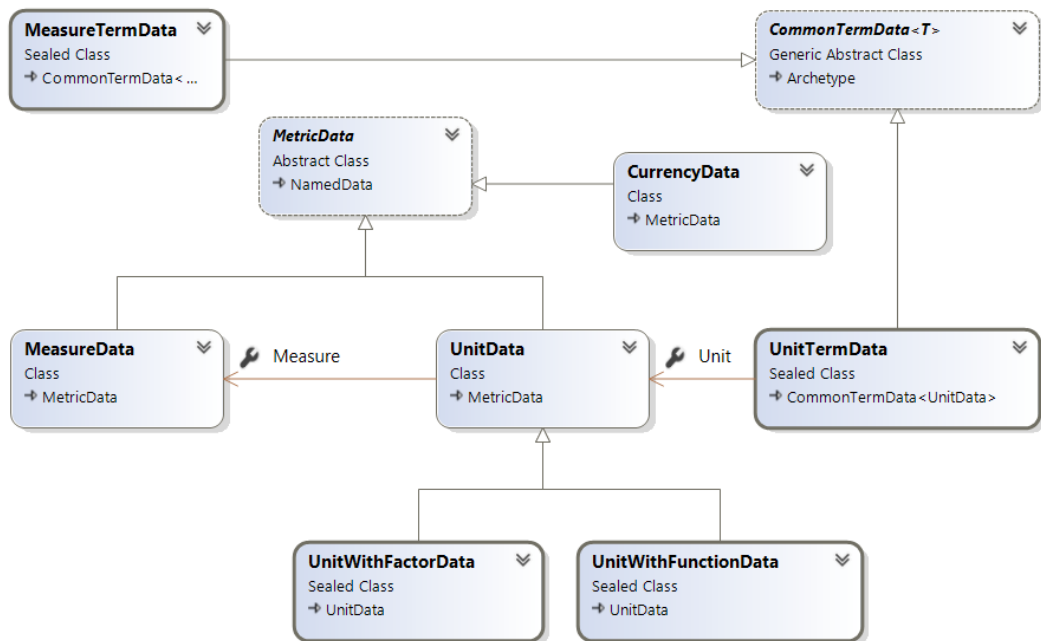 MeasureTermData
Sealed Class
CommonTermData< ...
CommonTermData<T>
Generic Abstract Class
Archetype
MetricData
Abstract Class
NamedData
CurrencyData
Class
MetricData
MeasureData
Class
MetricData
Measure
UnitData
Class
MetricData
Unit
UnitTermData
Sealed Class
CommonTermData<UnitData>
UnitWithFactorData
Sealed Class
UnitData
UnitWithFunctionData
Sealed Class
UnitData